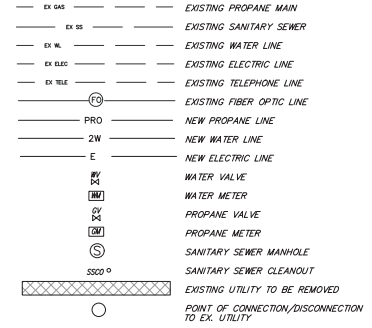 EX GAS EXISTING PROPANE MAIN
EX SS EXISTING SANITARY SEWER
EX WL EXISTING WATER LINE
EX ELEC EXISTING ELECTRIC LINE
EX TELE EXISTING TELEPHONE LINE
FO EXISTING FIBER OPTIC LINE
PRO NEW PROPANE LINE
2W NEW WATER LINE
E NEW ELECTRIC LINE
WV WATER VALVE
WM WATER METER
GV PROPANE VALVE
GM PROPANE METER
S SANITARY SEWER MANHOLE
SSCO SANITARY SEWER CLEANOUT
EXISTING UTILITY TO BE REMOVED
POINT OF CONNECTION/DISCONNECTION
TO EX. UTILITY